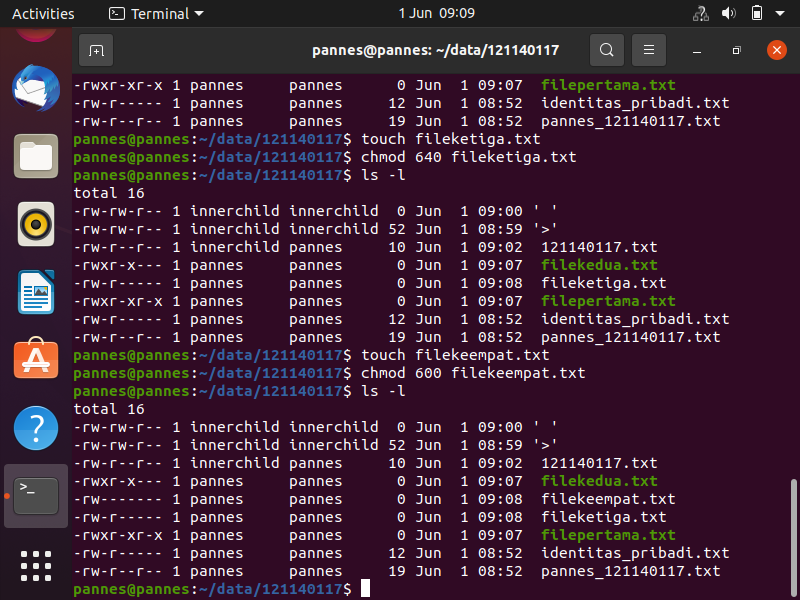 Activities Terminal 1 Jun 09:09
pannes@pannes: ~/data/121140117
-rwxr-xr-x 1 pannes     pannes      0 Jun  1 09:07  filepertama.txt
-rw-r----- 1 pannes     pannes     12 Jun  1 08:52  identitas_pribadi.txt
-rw-r--r-- 1 pannes     pannes     19 Jun  1 08:52  pannes_121140117.txt
pannes@pannes:~/data/121140117$ touch fileketiga.txt
pannes@pannes:~/data/121140117$ chmod 640 fileketiga.txt
pannes@pannes:~/data/121140117$ ls -l
total 16
-rw-rw-r-- 1 innerchild innerchild  0 Jun  1 09:00 ' '
-rw-rw-r-- 1 innerchild innerchild 52 Jun  1 08:59 '>'
-rw-r--r-- 1 innerchild pannes     10 Jun  1 09:02  121140117.txt
-rwxr-x--- 1 pannes     pannes      0 Jun  1 09:07  filekedua.txt
-rw-r----- 1 pannes     pannes      0 Jun  1 09:08  fileketiga.txt
-rwxr-xr-x 1 pannes     pannes      0 Jun  1 09:07  filepertama.txt
-rw-r----- 1 pannes     pannes     12 Jun  1 08:52  identitas_pribadi.txt
-rw-r--r-- 1 pannes     pannes     19 Jun  1 08:52  pannes_121140117.txt
pannes@pannes:~/data/121140117$ touch filekeempat.txt
pannes@pannes:~/data/121140117$ chmod 600 filekeempat.txt
pannes@pannes:~/data/121140117$ ls -l
total 16
-rw-rw-r-- 1 innerchild innerchild  0 Jun  1 09:00 ' '
-rw-rw-r-- 1 innerchild innerchild 52 Jun  1 08:59 '>'
-rw-r--r-- 1 innerchild pannes     10 Jun  1 09:02  121140117.txt
-rwxr-x--- 1 pannes     pannes      0 Jun  1 09:07  filekedua.txt
-rw------- 1 pannes     pannes      0 Jun  1 09:08  filekeempat.txt
-rw-r----- 1 pannes     pannes      0 Jun  1 09:08  fileketiga.txt
-rwxr-xr-x 1 pannes     pannes      0 Jun  1 09:07  filepertama.txt
-rw-r----- 1 pannes     pannes     12 Jun  1 08:52  identitas_pribadi.txt
-rw-r--r-- 1 pannes     pannes     19 Jun  1 08:52  pannes_121140117.txt
pannes@pannes:~/data/121140117$